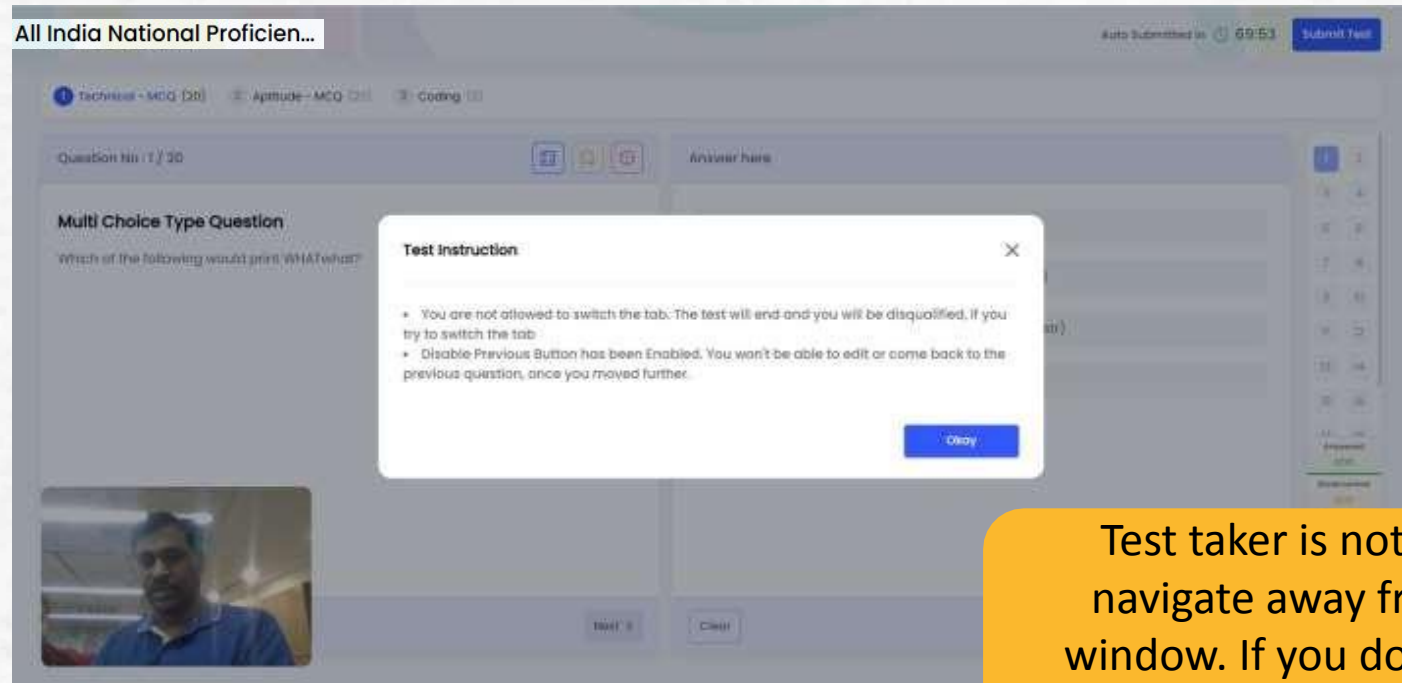 All India National Proficien...
Auto Submitted in 69:53 Submit Test
1 Technical - MCQ (20) Aptitude - MCQ 3 Coding
Question No : 1 / 20
Answer here
Multi Choice Type Question
Which of the following would print WHATwhat?
Test Instruction
• You are not allowed to switch the tab. The test will end and you will be disqualified, if you
try to switch the tab
• Disable Previous Button has been Enabled. You won't be able to edit or come back to the
previous question, once you moved further.
Okay
Next
Clear
Test taker is not
navigate away fr
window. If you do